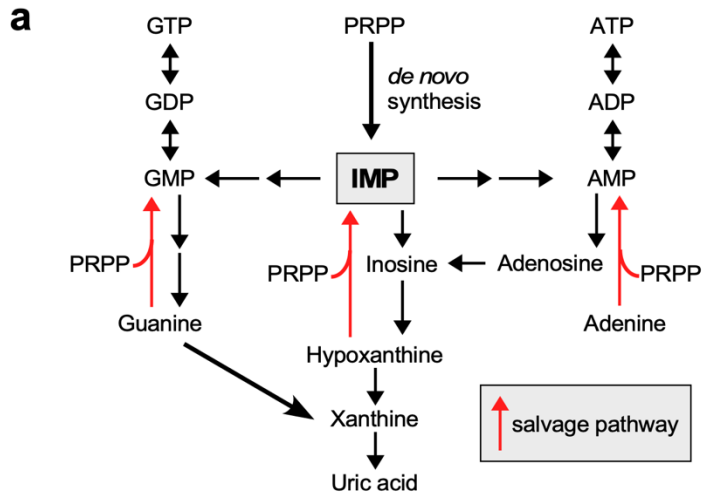 a
GTP PRPP ATP
de novo
synthesis
GDP ADP
GMP IMP AMP
PRPP PRPP Inosine Adenosine PRPP
Guanine Adenine
Hypoxanthine
Xanthine
salvage pathway
Uric acid